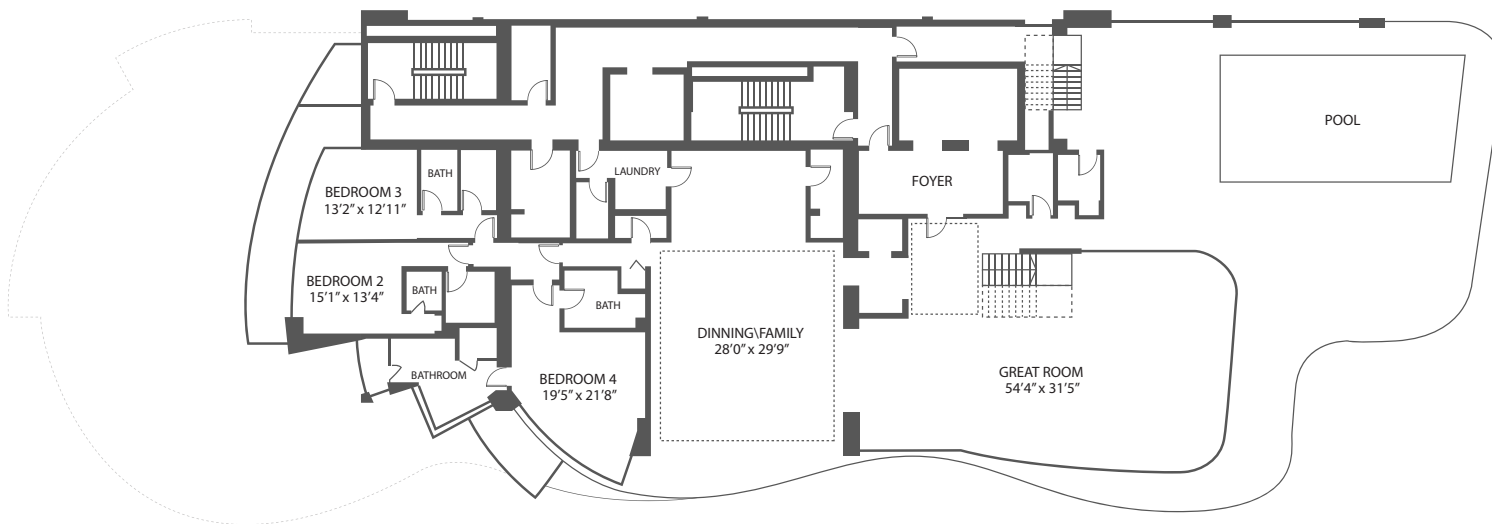 POOL
BATH
LAUNDRY
FOYER
BEDROOM 3
13'2" x 12'11"
BEDROOM 2
15'1" x 13'4"
BATH
BATH
DINNING\FAMILY
28'0" x 29'9"
BATHROOM
BEDROOM 4
19'5" x 21'8"
GREAT ROOM
54'4" x 31'5"